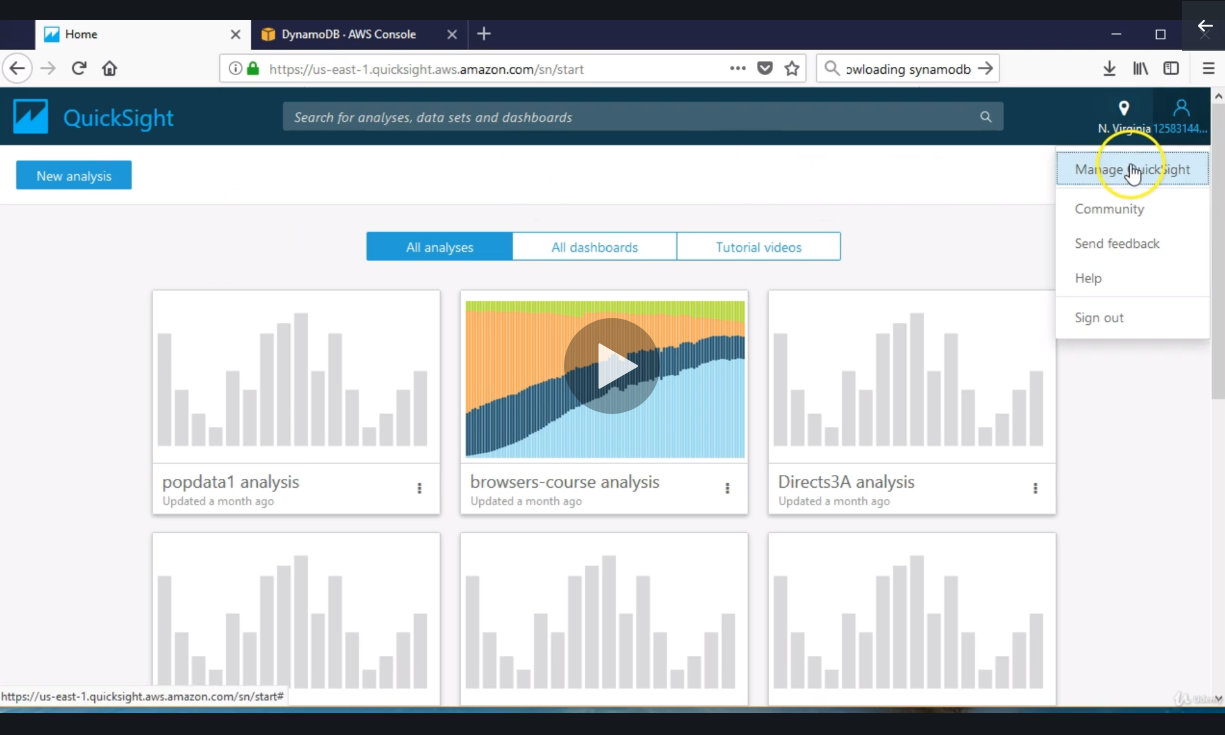 Home
DynamoDB · AWS Console
https://us-east-1.quicksight.aws.amazon.com/sn/start
owloading synamodb
QuickSight
Search for analyses, data sets and dashboards
N. Virginia
12583144...
New analysis
Manage QuickSight
Community
Send feedback
Help
Sign out
All analyses
All dashboards
Tutorial videos
popdata1 analysis
Updated a month ago
browsers-course analysis
Updated a month ago
Directs3A analysis
Updated a month ago
https://us-east-1.quicksight.aws.amazon.com/sn/start#